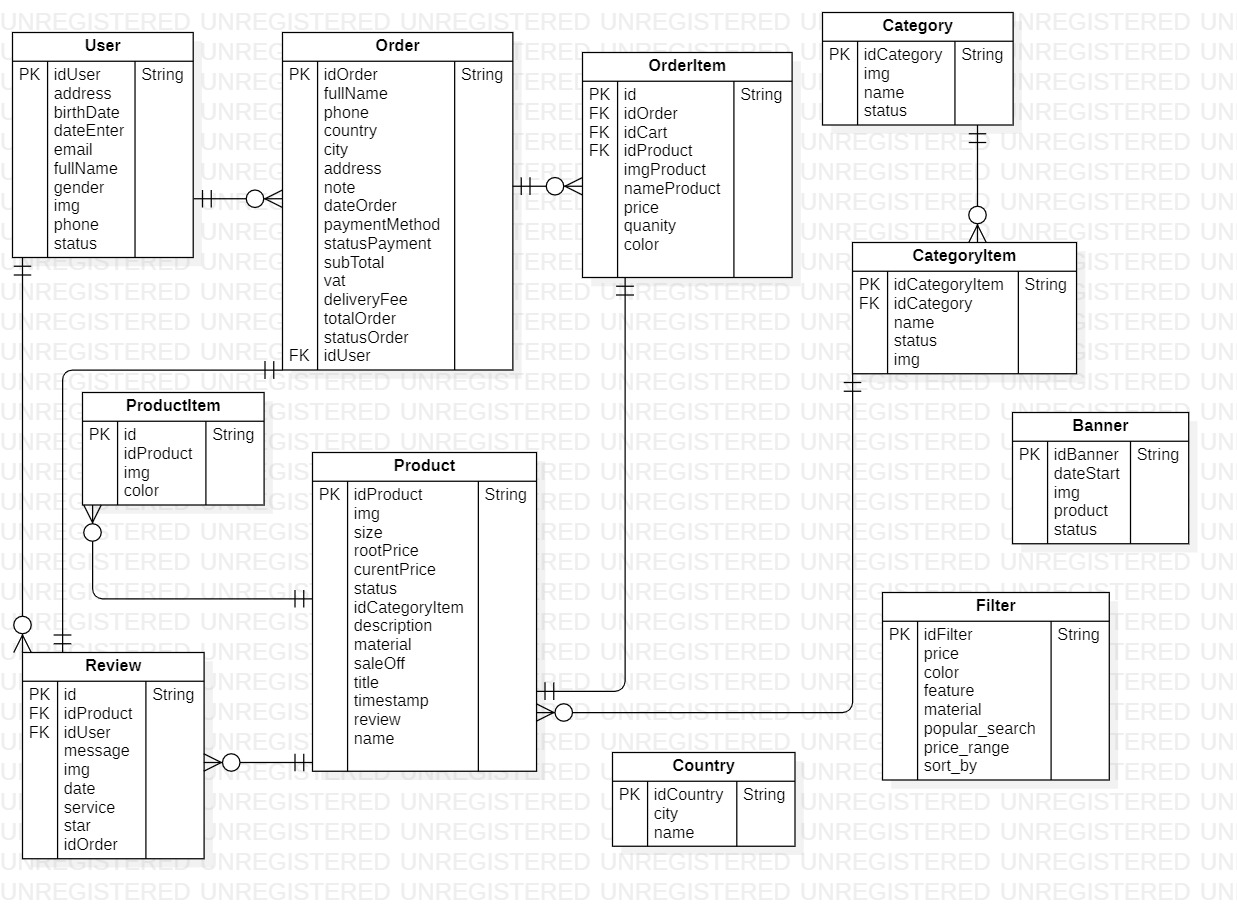 User
PK idUser String
address
birthDate
dateEnter
email
fullName
gender
img
phone
status
Order
PK idOrder String
fullName
phone
country
city
address
note
dateOrder
paymentMethod
statusPayment
subTotal
vat
deliveryFee
totalOrder
statusOrder
FK idUser
OrderItem
PK id String
FK idOrder
FK idCart
FK idProduct
imgProduct
nameProduct
price
quanity
color
Category
PK idCategory String
img
name
status
CategoryItem
PK idCategoryItem String
FK idCategory
name
status
img
ProductItem
PK id String
idProduct
img
color
Product
PK idProduct String
img
size
rootPrice
curentPrice
status
idCategoryItem
description
material
saleOff
title
timestamp
review
name
Banner
PK idBanner String
dateStart
img
product
status
Filter
PK idFilter String
price
color
feature
material
popular_search
price_range
sort_by
Review
PK id String
FK idProduct
FK idUser
message
img
date
service
star
idOrder
Country
PK idCountry String
city
name
UNREGISTERED